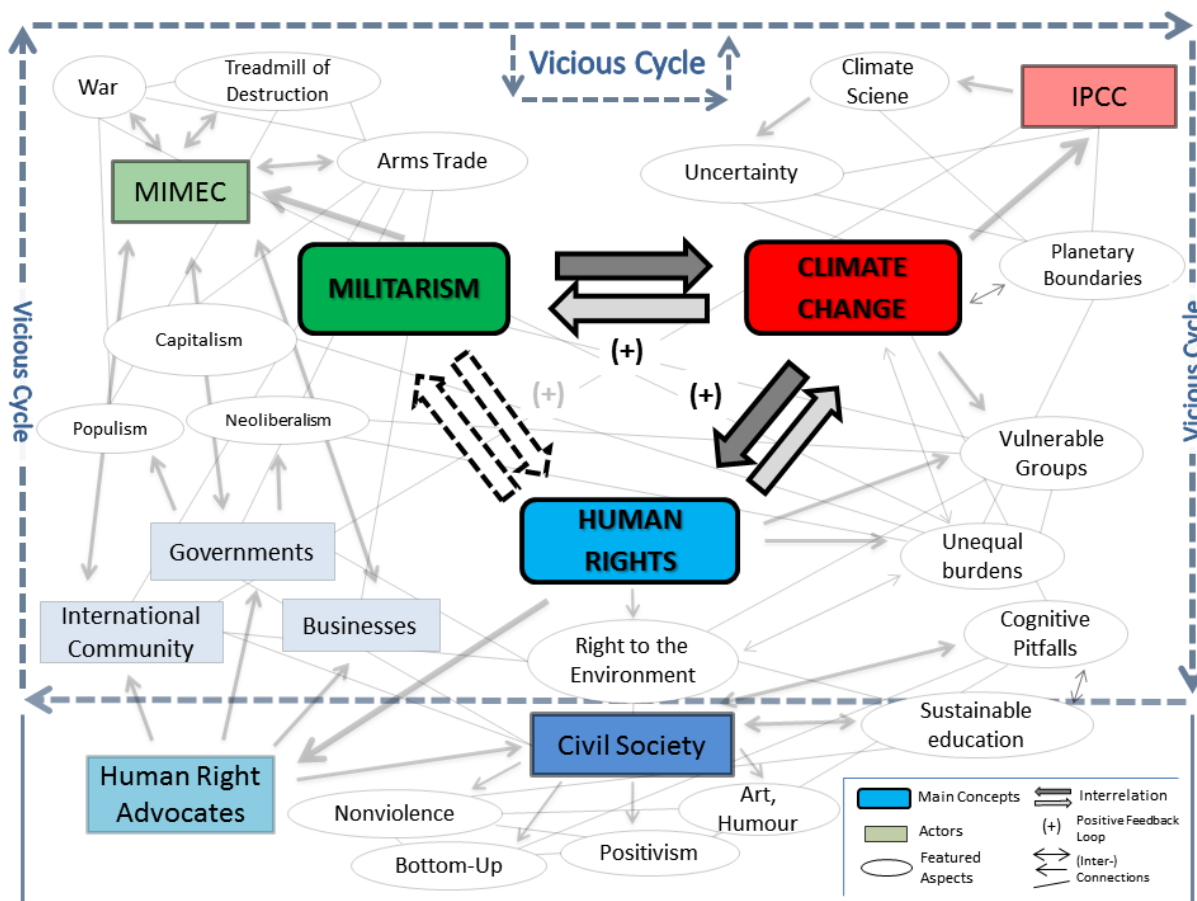 Vicious Cycle
War
Treadmill of
Destruction
Climate
Sciene
IPCC
MIMEC
Arms Trade
Uncertainty
MILITARISM
CLIMATE
CHANGE
Planetary
Boundaries
Vicious Cycle
Vicious Cycle
Capitalism
(+)
(+)
(+)
Populism
Neoliberalism
Vulnerable
Groups
HUMAN
RIGHTS
Governments
Unequal
burdens
International
Community
Businesses
Right to the
Environment
Cognitive
Pitfalls
Civil Society
Sustainable
education
Human Right
Advocates
Nonviolence
Art,
Humour
Bottom-Up
Positivism
Main Concepts
Interrelation
Actors
(+)
Positive Feedback
Loop
Featured
Aspects
(Inter-)
Connections